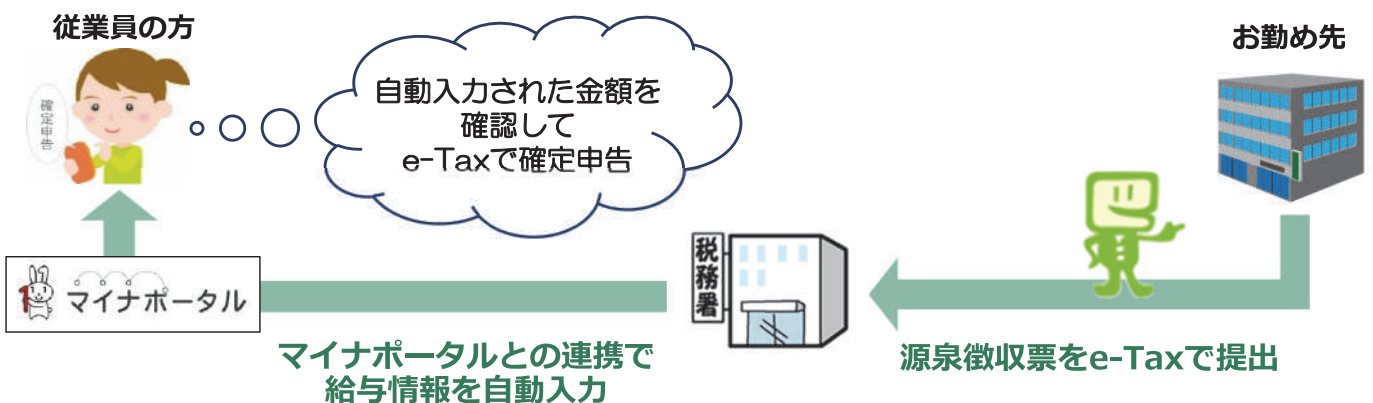 従業員の方
確定申告
自動入力された金額を
確認して
e-Taxで確定申告
お勤め先
税務署
マイナポータル
マイナポータルとの連携で
給与情報を自動入力
源泉徴収票をe-Taxで提出